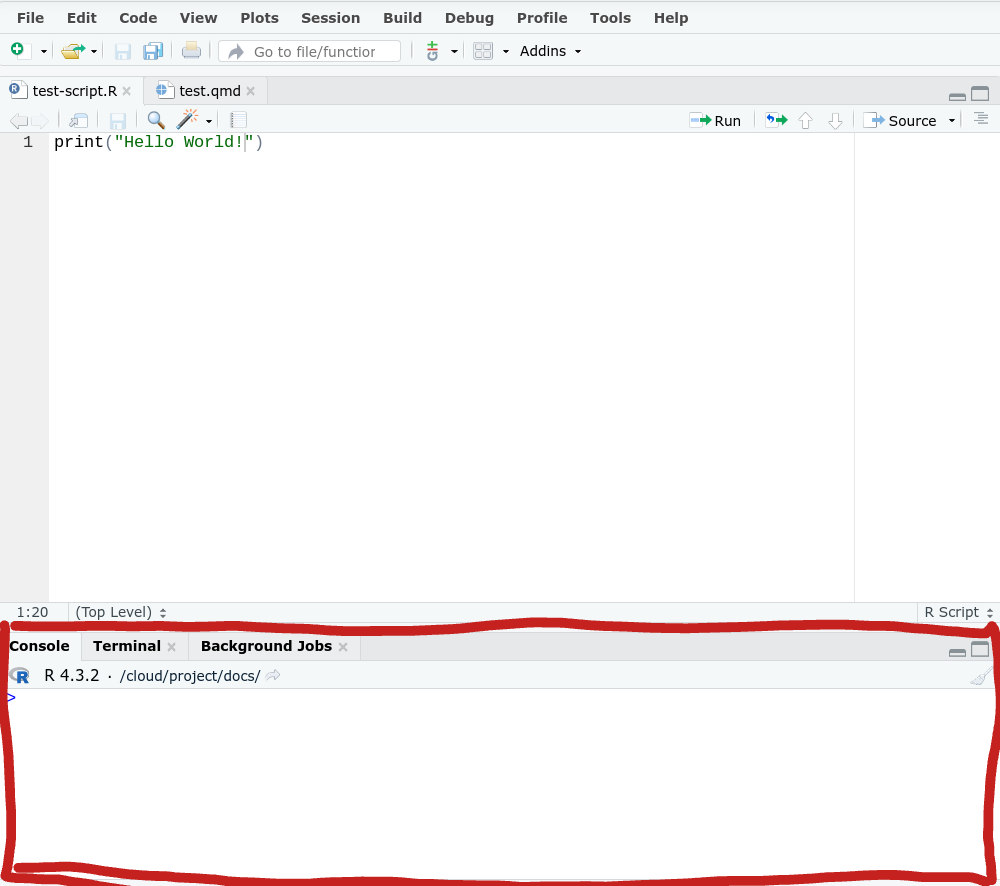 File Edit Code View Plots Session Build Debug Profile Tools Help
Go to file/function Addins
test-script.R test.qmd
Run Source
1 print("Hello World!")
1:20 (Top Level) R Script
Console Terminal Background Jobs
R 4.3.2 · /cloud/project/docs/
>